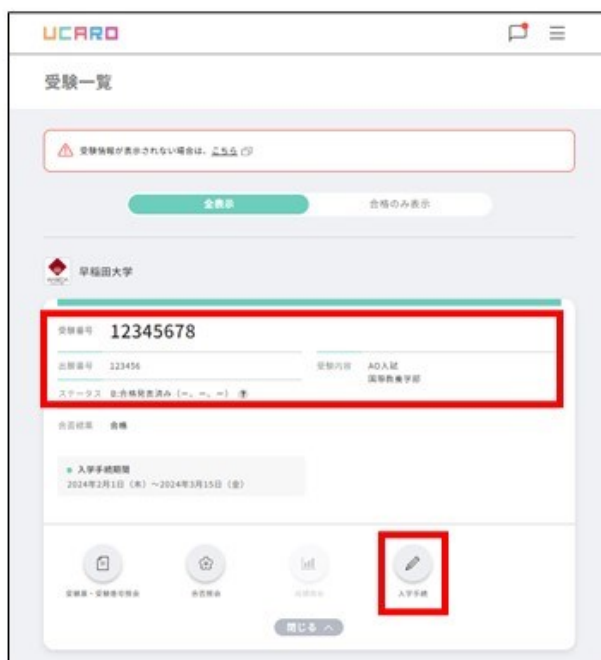 UCARO
受験一覧
受験情報が表示されない場合は、こちら
全表示
合格のみ表示
早稲田大学
受験番号 12345678
出願番号 123456
受験内容 AO入試
国際教養学部
ステータス B:合格発表済み (ー、ー、ー)
合否結果 合格
入学手続期間
2024年2月1日（木）～2024年3月15日（金）
受験票・受験番号照会
合否照会
入学手続
閉じる